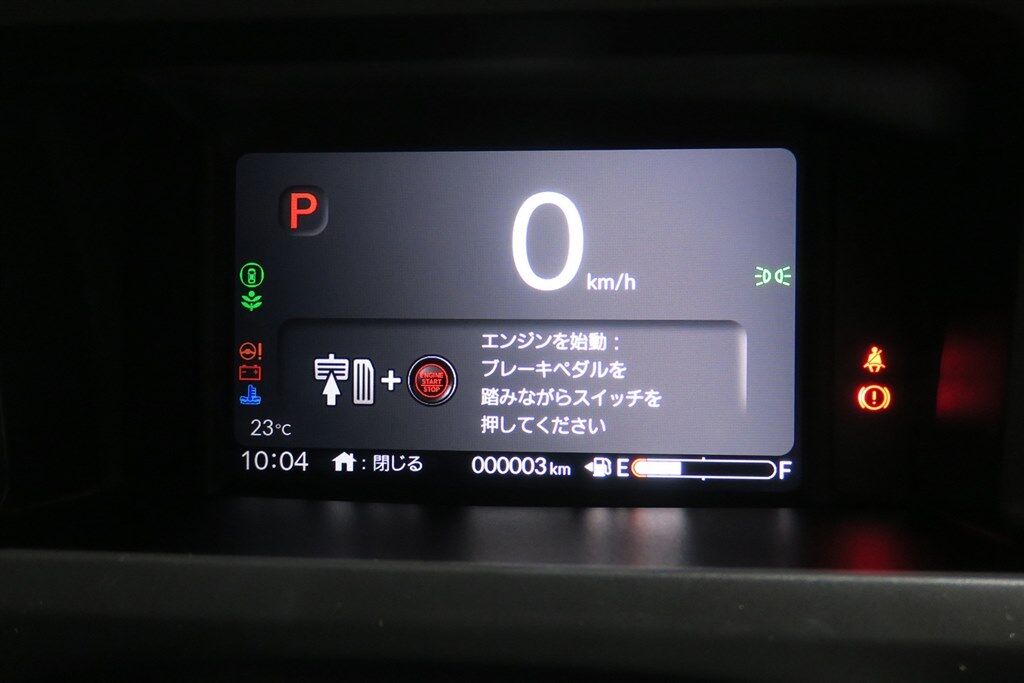 P
0 km/h
エンジンを始動：
ブレーキペダルを
踏みながらスイッチを
押してください
+
ENGINE
START
STOP
23℃
10:04 : 閉じる 000003 km E F